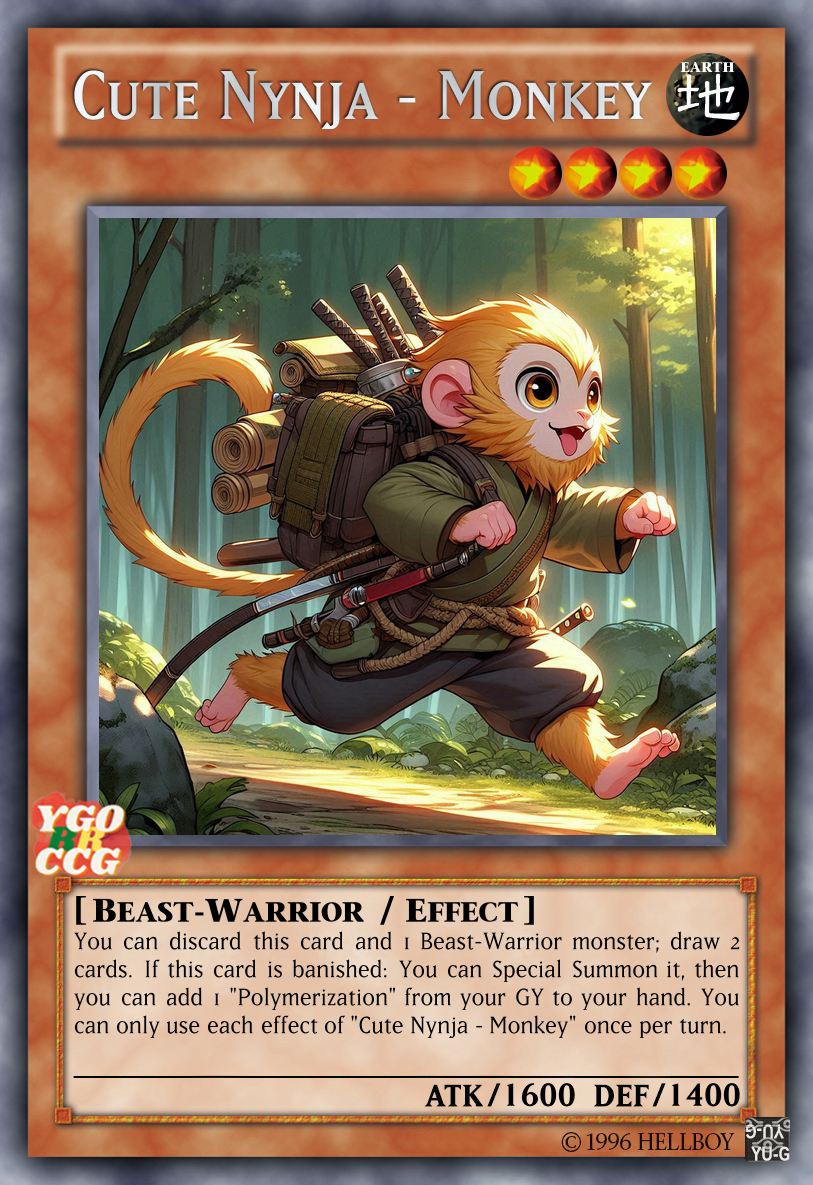 Cute Nynja - Monkey
EARTH
地
YGO
BR
CCG
[ Beast-Warrior / Effect ]
You can discard this card and 1 Beast-Warrior monster; draw 2
cards. If this card is banished: You can Special Summon it, then
you can add 1 "Polymerization" from your GY to your hand. You
can only use each effect of "Cute Nynja - Monkey" once per turn.
ATK/1600 DEF/1400
© 1996 HELLBOY
YU-G